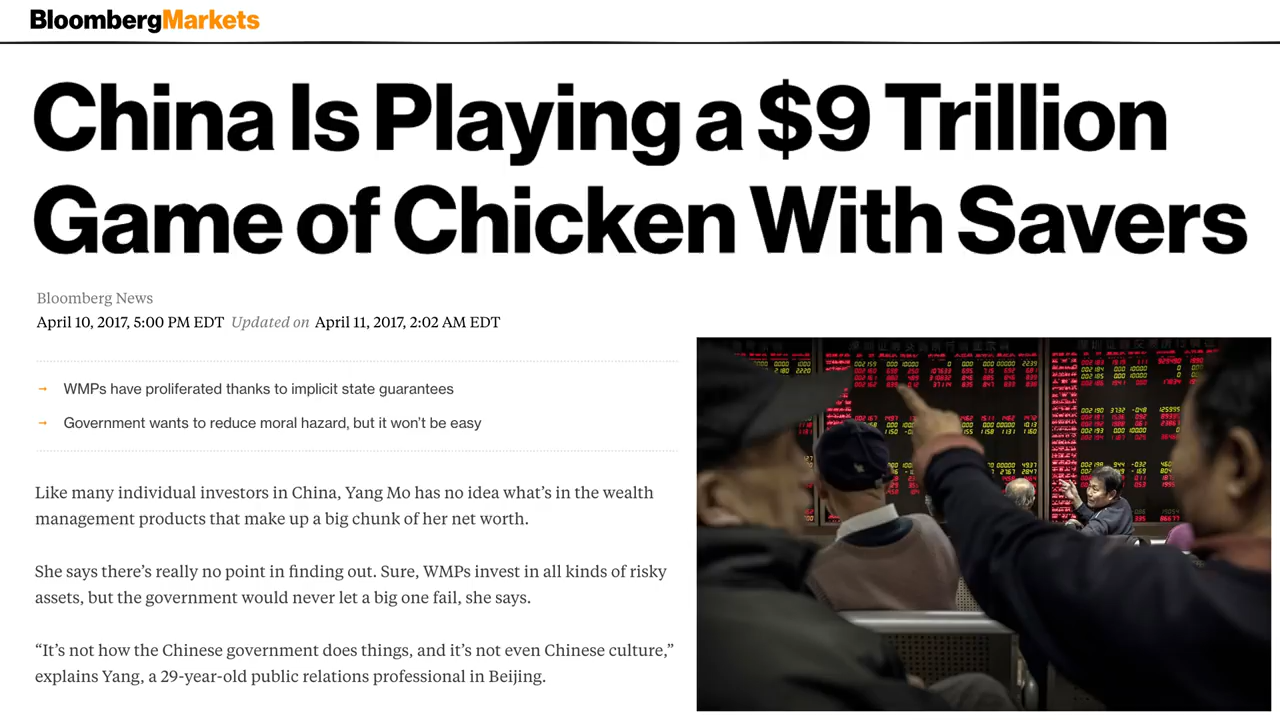 BloombergMarkets
China Is Playing a $9 Trillion
Game of Chicken With Savers
Bloomberg News
April 10, 2017, 5:00 PM EDT Updated on April 11, 2017, 2:02 AM EDT
→ WMPs have proliferated thanks to implicit state guarantees
→ Government wants to reduce moral hazard, but it won’t be easy
Like many individual investors in China, Yang Mo has no idea what’s in the wealth
management products that make up a big chunk of her net worth.
She says there’s really no point in finding out. Sure, WMPs invest in all kinds of risky
assets, but the government would never let a big one fail, she says.
“It’s not how the Chinese government does things, and it’s not even Chinese culture,”
explains Yang, a 29-year-old public relations professional in Beijing.